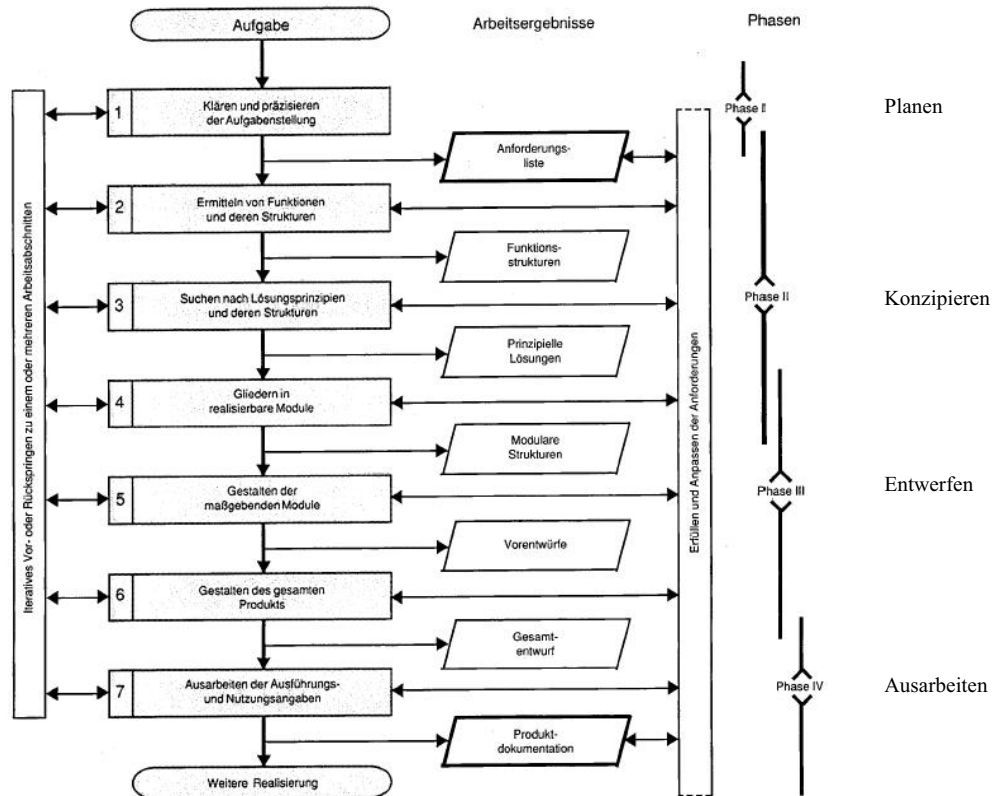 Aufgabe
Arbeitsergebnisse
Phasen
Iteratives Vor- oder Rückspringen zu einem oder mehreren Arbeitsabschnitten
1
Klären und präzisieren
der Aufgabenstellung
Anforderungs-
liste
2
Ermitteln von Funktionen
und deren Strukturen
Funktions-
strukturen
3
Suchen nach Lösungsprinzipien
und deren Strukturen
Prinzipielle
Lösungen
4
Gliedern in
realisierbare Module
Modulare
Strukturen
5
Gestalten der
maßgebenden Module
Vorentwürfe
6
Gestalten des gesamten
Produkts
Gesamt-
entwurf
7
Ausarbeiten der Ausführungs-
und Nutzungsangaben
Produkt-
dokumentation
Weitere Realisierung
Erfüllen und Anpassen der Anforderungen
Phase I
Planen
Phase II
Konzipieren
Phase III
Entwerfen
Phase IV
Ausarbeiten